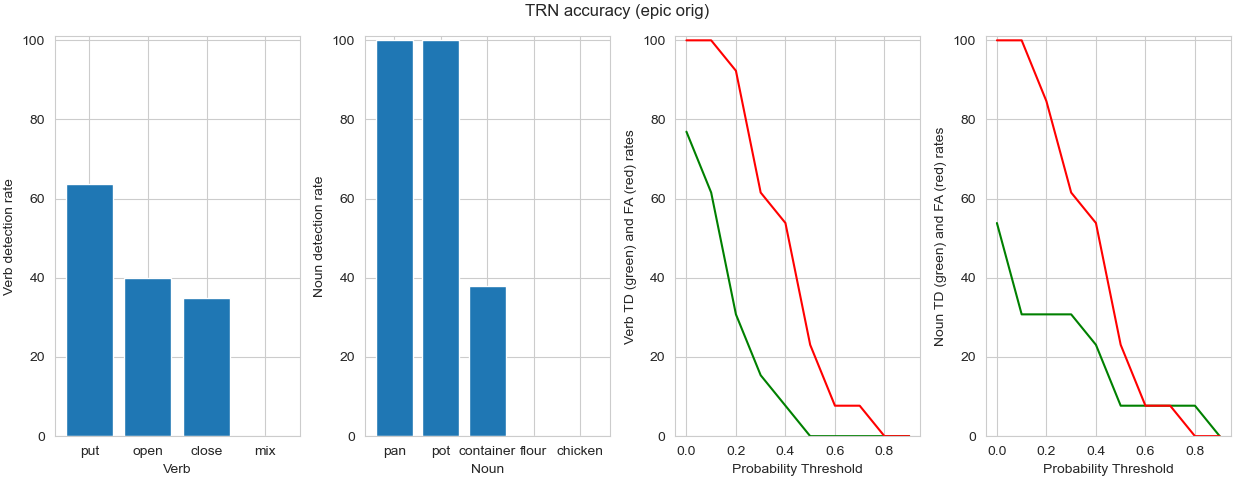 TRN accuracy (epic orig)
Verb detection rate
100
80
60
40
20
0
put open close mix
Verb
Noun detection rate
100
80
60
40
20
0
pan pot container flour chicken
Noun
Verb TD (green) and FA (red) rates
100
80
60
40
20
0
0.0 0.2 0.4 0.6 0.8
Probability Threshold
Noun TD (green) and FA (red) rates
100
80
60
40
20
0
0.0 0.2 0.4 0.6 0.8
Probability Threshold